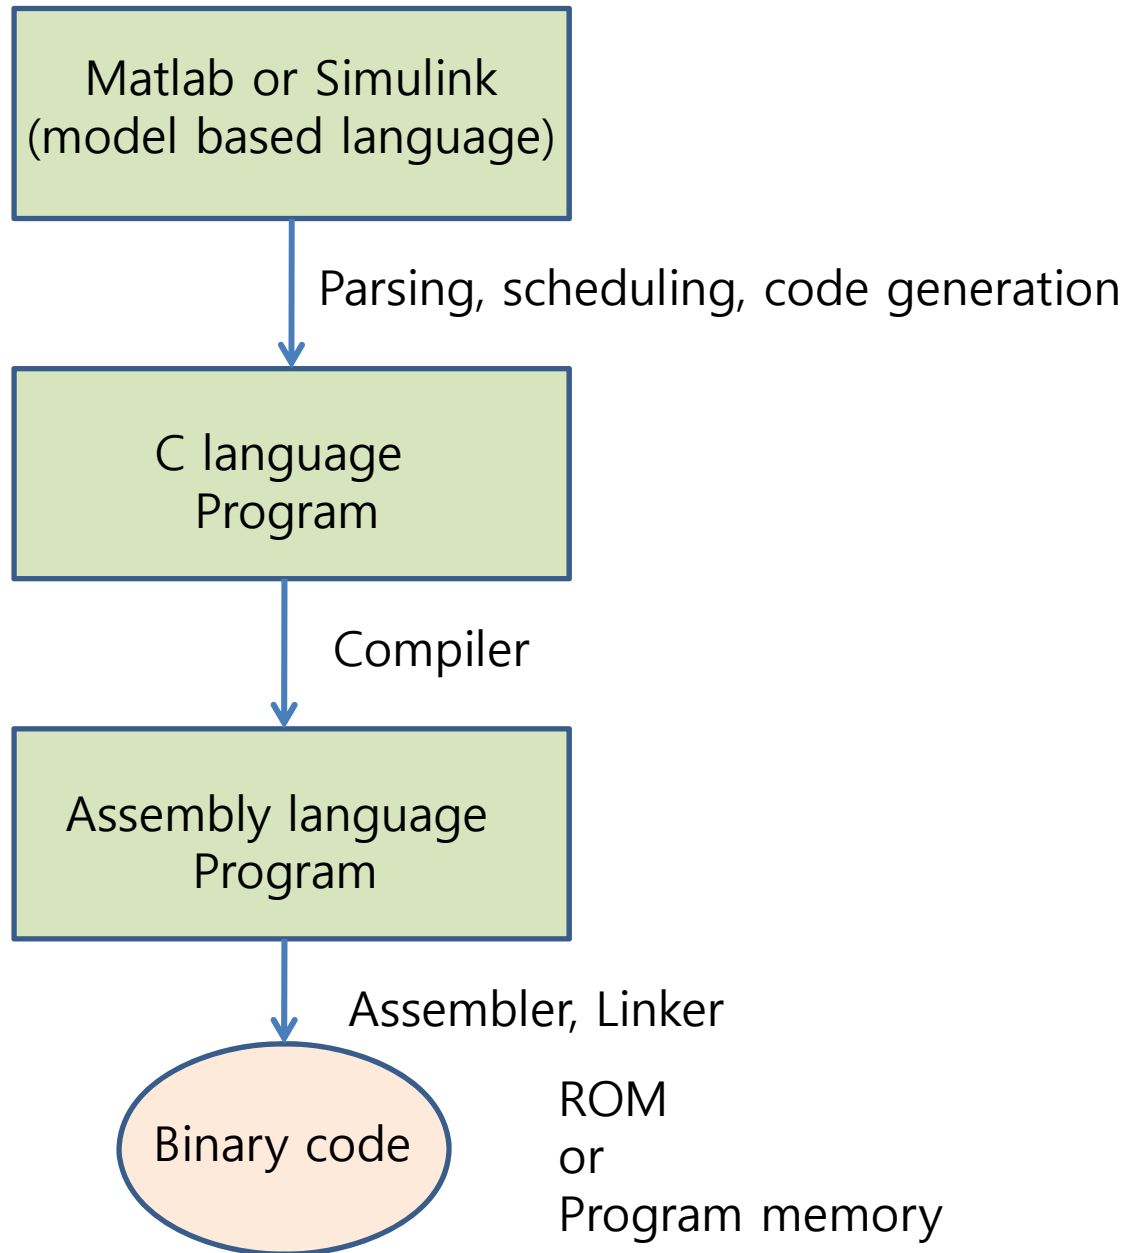 Matlab or Simulink
(model based language)
Parsing, scheduling, code generation
C language
Program
Compiler
Assembly language
Program
Assembler, Linker
Binary code
ROM
or
Program memory